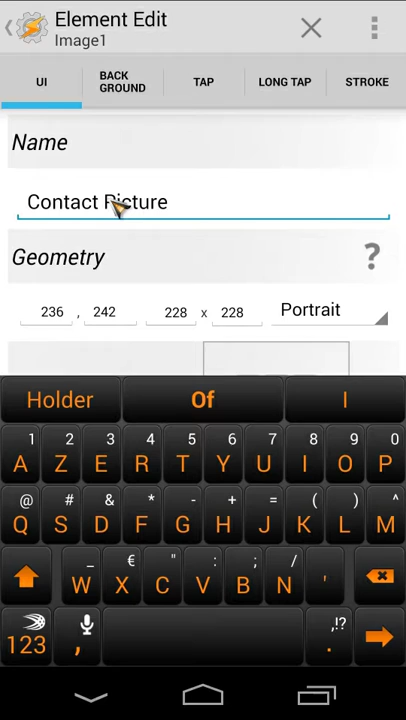 Element Edit
Image1
UI
BACK
GROUND
TAP
LONG TAP
STROKE
Name
Contact Picture
Geometry
?
236 , 242 228 x 228 Portrait
Holder Of I
1 2 3 4 5 6 7 8 9 0
A Z E R T Y U I O P
@ # & * - + = ( ) ^
Q S D F G H J K L M
_ € " : ; /
W X C V B N '
,!?
123 , .